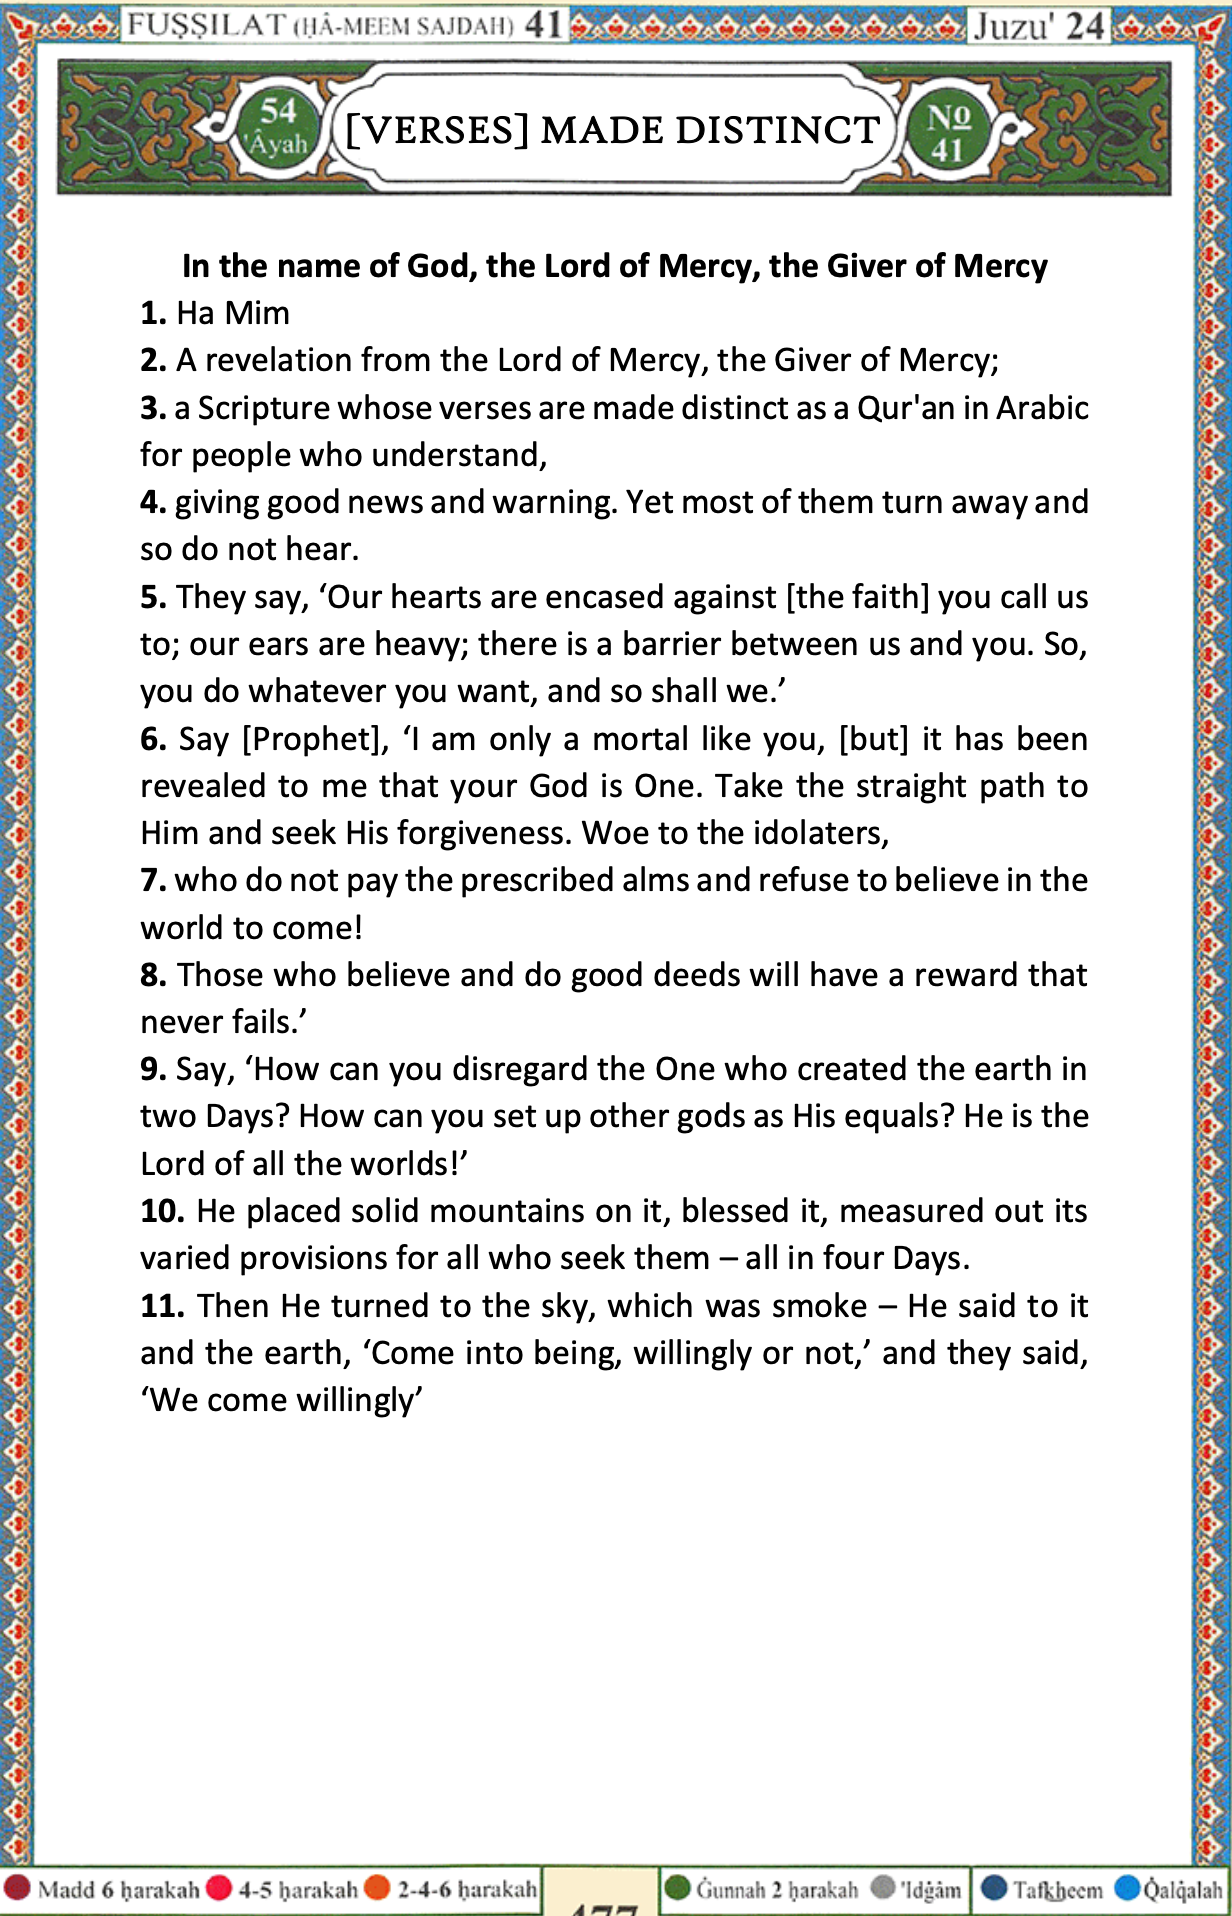 FUṢṢILAT (ḤÂ-MEEM SAJDAH) 41
Juzu' 24
54
'Âyah
[VERSES] MADE DISTINCT
Nº
41
In the name of God, the Lord of Mercy, the Giver of Mercy
1. Ha Mim
2. A revelation from the Lord of Mercy, the Giver of Mercy;
3. a Scripture whose verses are made distinct as a Qur'an in Arabic
for people who understand,
4. giving good news and warning. Yet most of them turn away and
so do not hear.
5. They say, ‘Our hearts are encased against [the faith] you call us
to; our ears are heavy; there is a barrier between us and you. So,
you do whatever you want, and so shall we.’
6. Say [Prophet], ‘I am only a mortal like you, [but] it has been
revealed to me that your God is One. Take the straight path to
Him and seek His forgiveness. Woe to the idolaters,
7. who do not pay the prescribed alms and refuse to believe in the
world to come!
8. Those who believe and do good deeds will have a reward that
never fails.’
9. Say, ‘How can you disregard the One who created the earth in
two Days? How can you set up other gods as His equals? He is the
Lord of all the worlds!’
10. He placed solid mountains on it, blessed it, measured out its
varied provisions for all who seek them – all in four Days.
11. Then He turned to the sky, which was smoke – He said to it
and the earth, ‘Come into being, willingly or not,’ and they said,
‘We come willingly’
Madd 6 ḥarakah 4-5 ḥarakah 2-4-6 ḥarakah
477
Ġunnah 2 ḥarakah 'Idġâm
Tafkheem Q̇alq̇alah